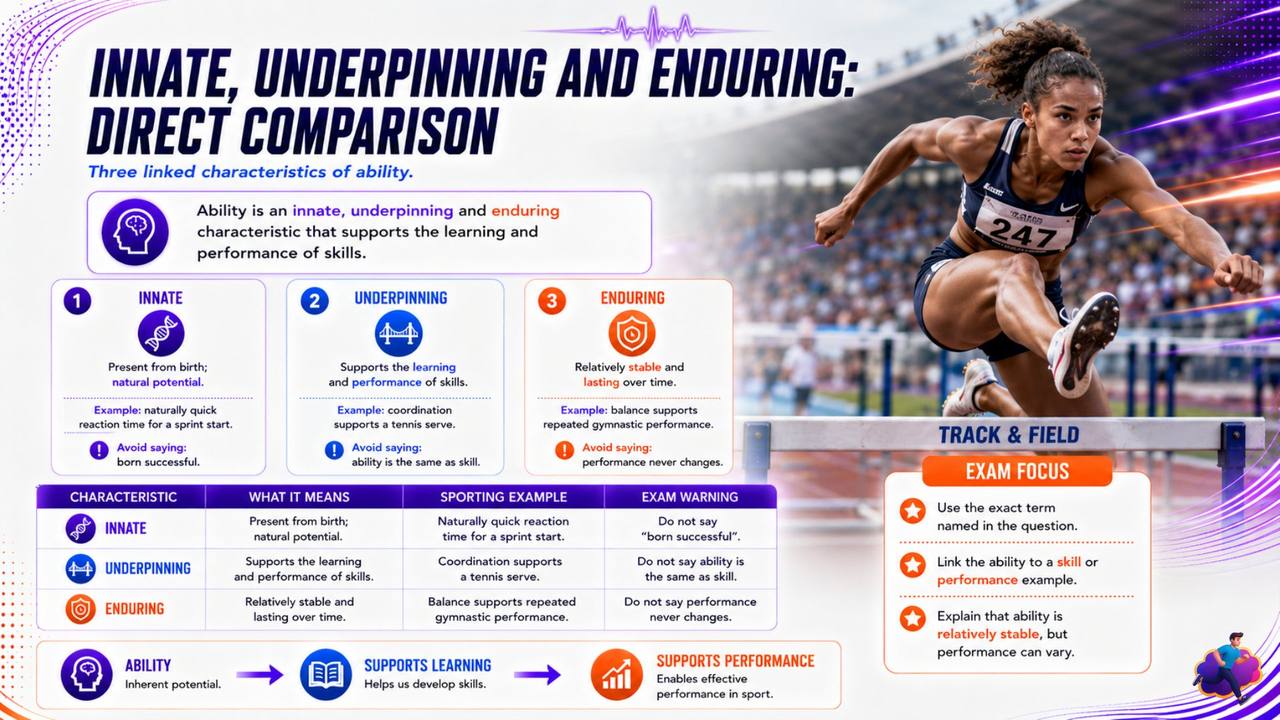 INNATE, UNDERPINNING AND ENDURING:
DIRECT COMPARISON
Three linked characteristics of ability.
Ability is an innate, underpinning and enduring
characteristic that supports the learning and
performance of skills.
1
INNATE
Present from birth;
natural potential.
Example: naturally quick
reaction time for a sprint start.
!
Avoid saying:
born successful.
2
UNDERPINNING
Supports the learning
and performance of skills.
Example: coordination
supports a tennis serve.
!
Avoid saying:
ability is the same as skill.
3
ENDURING
Relatively stable and
lasting over time.
Example: balance supports
repeated gymnastic performance.
!
Avoid saying:
performance never changes.
CHARACTERISTIC WHAT IT MEANS SPORTING EXAMPLE EXAM WARNING
INNATE
Present from birth;
natural potential.
Naturally quick reaction
time for a sprint start.
Do not say
“born successful”.
UNDERPINNING
Supports the learning
and performance of skills.
Coordination supports
a tennis serve.
Do not say ability is
the same as skill.
ENDURING
Relatively stable and
lasting over time.
Balance supports repeated
gymnastic performance.
Do not say performance
never changes.
ABILITY
Inherent potential.
SUPPORTS LEARNING
Helps us develop skills.
SUPPORTS PERFORMANCE
Enables effective
performance in sport.
247
TRACK & FIELD
EXAM FOCUS
Use the exact term
named in the question.
Link the ability to a skill or
performance example.
Explain that ability is
relatively stable, but
performance can vary.